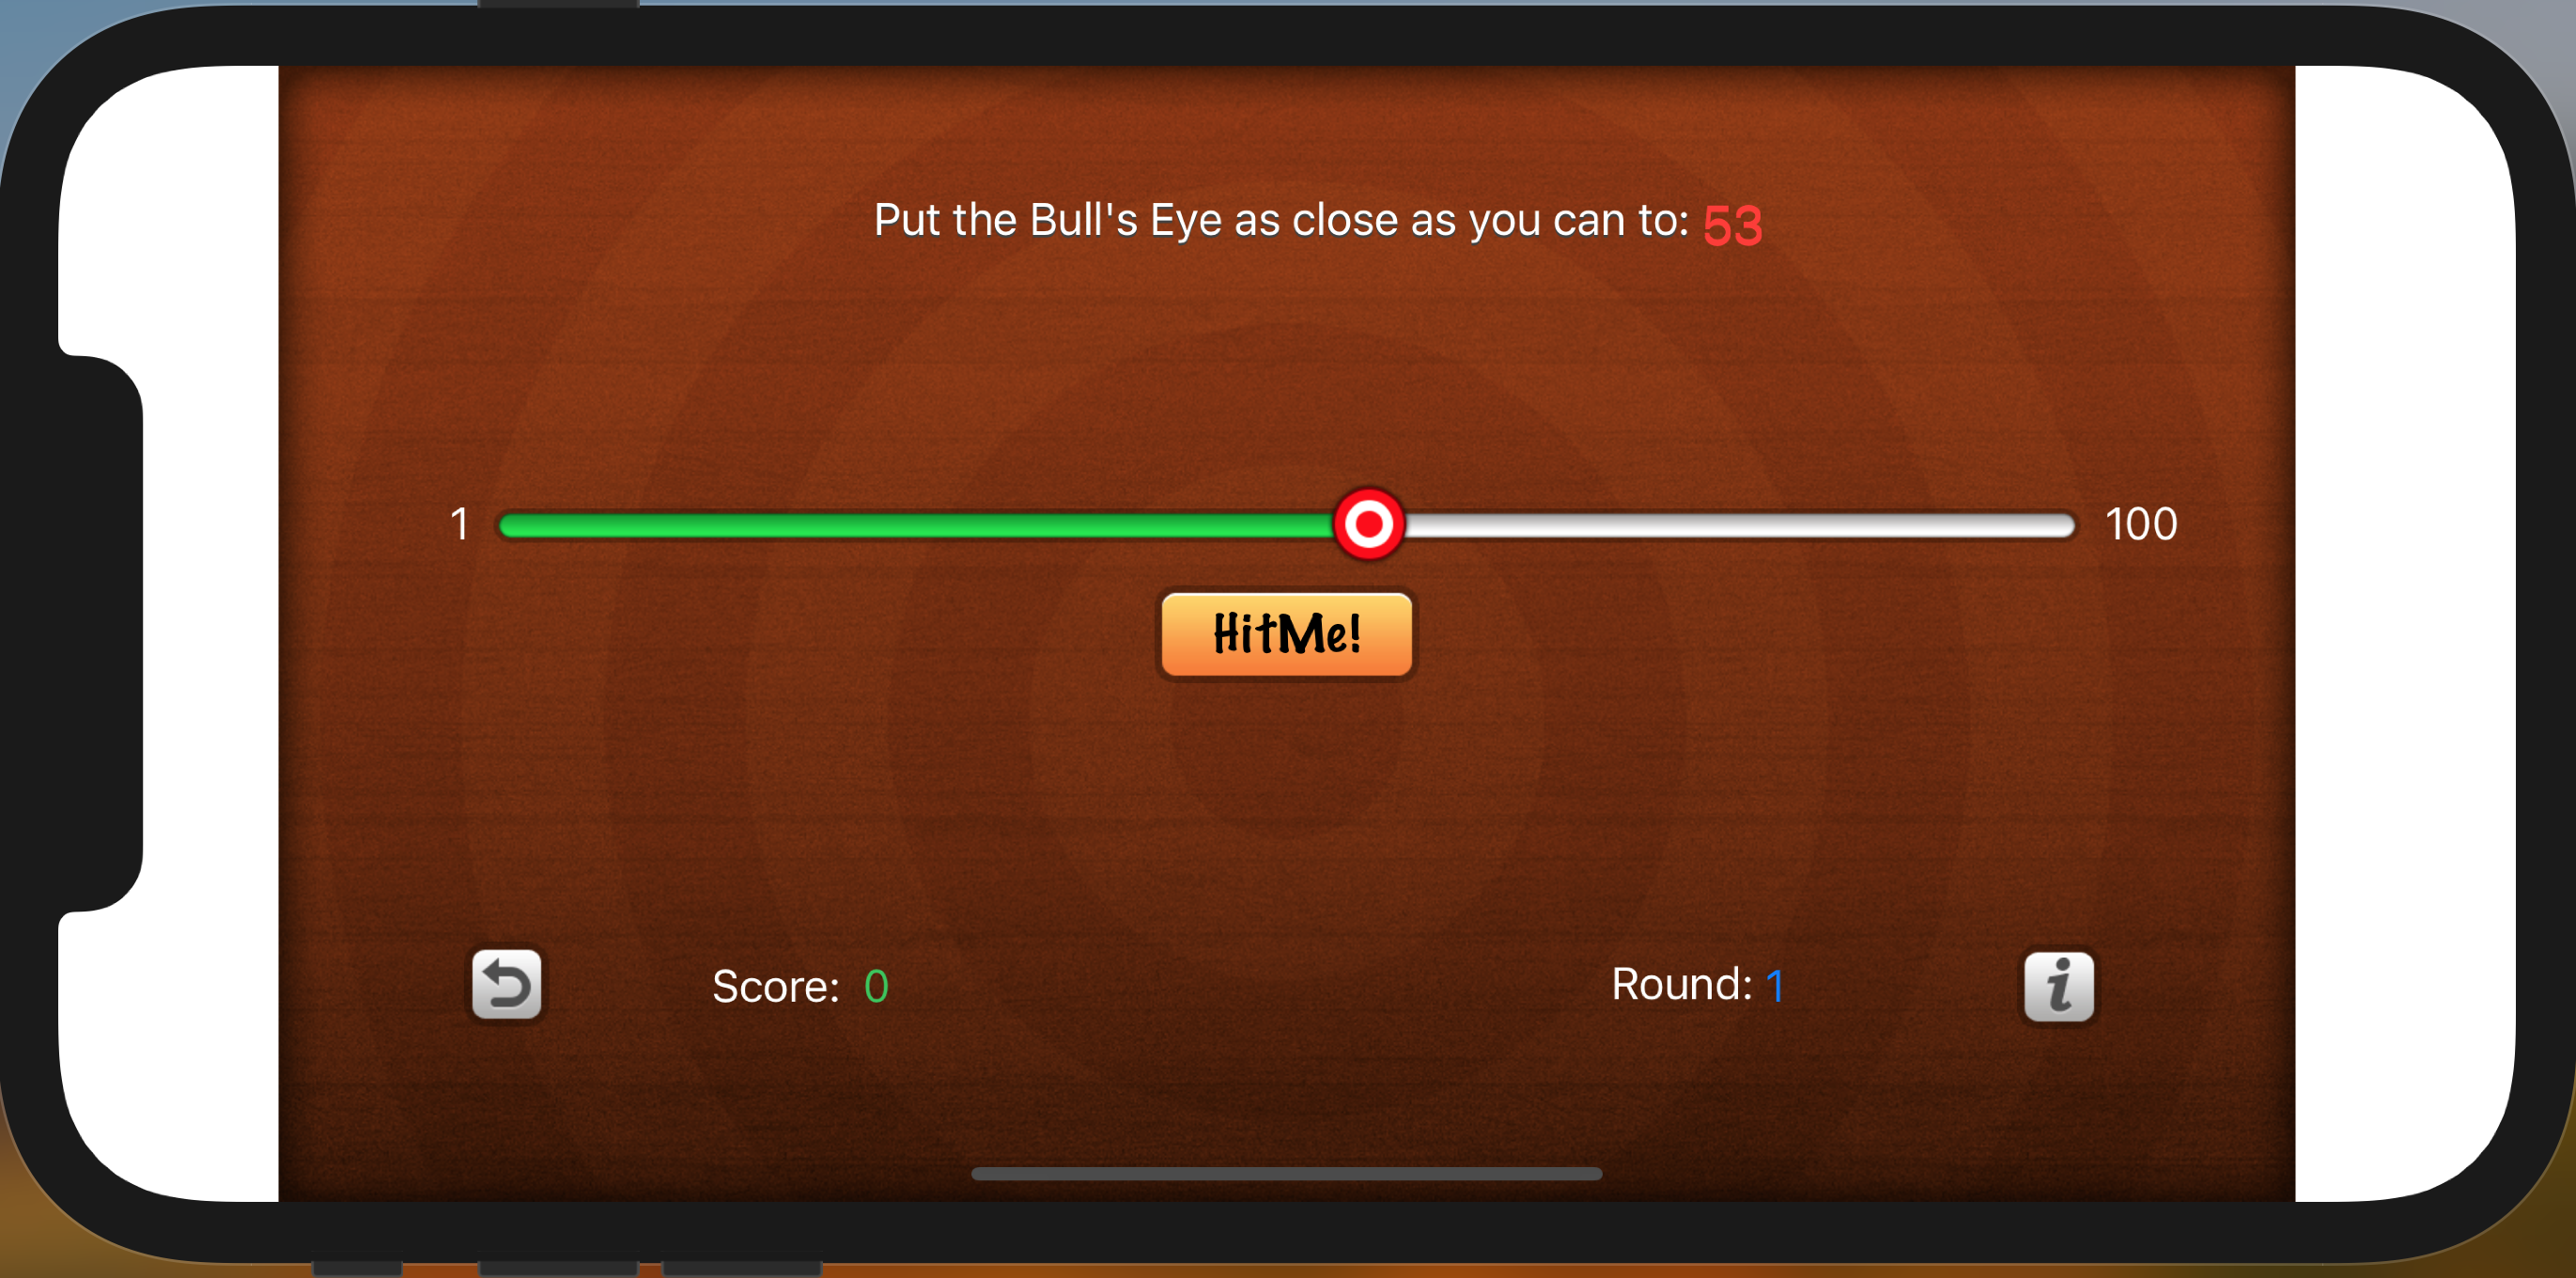 Put the Bull's Eye as close as you can to: 53
1 100
HitMe!
Score: 0 Round: 1
i